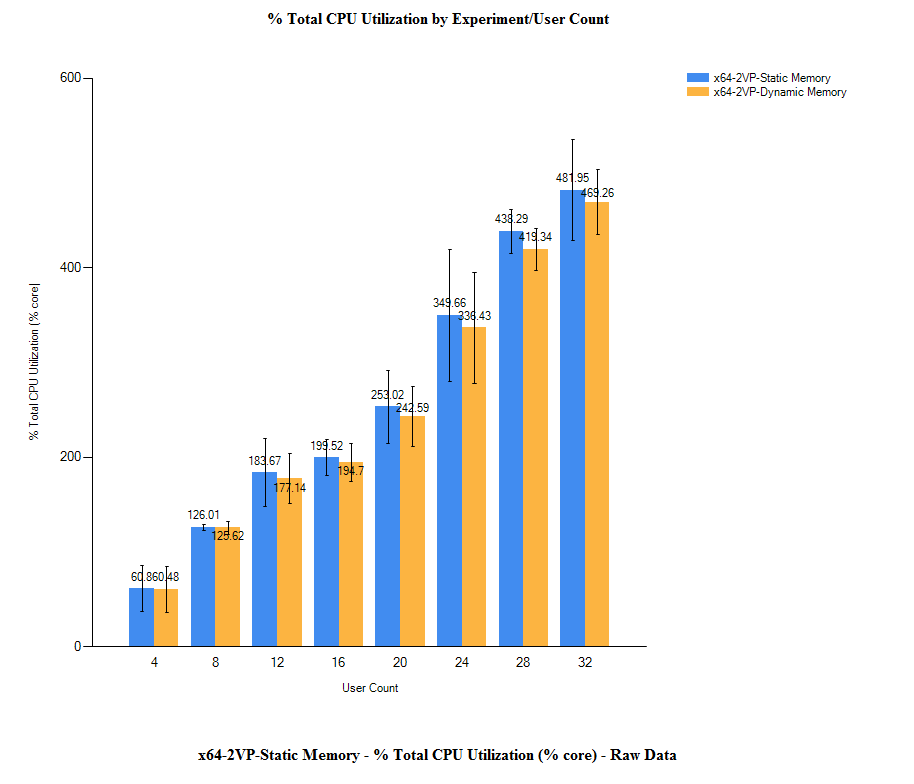 % Total CPU Utilization by Experiment/User Count
x64-2VP-Static Memory
x64-2VP-Dynamic Memory
600
400
200
0
% Total CPU Utilization (% core)
60.48
126.01
125.62
183.67
177.14
199.52
194.7
253.02
242.59
349.66
336.43
438.29
419.34
481.95
469.26
4 8 12 16 20 24 28 32
User Count
x64-2VP-Static Memory - % Total CPU Utilization (% core) - Raw Data